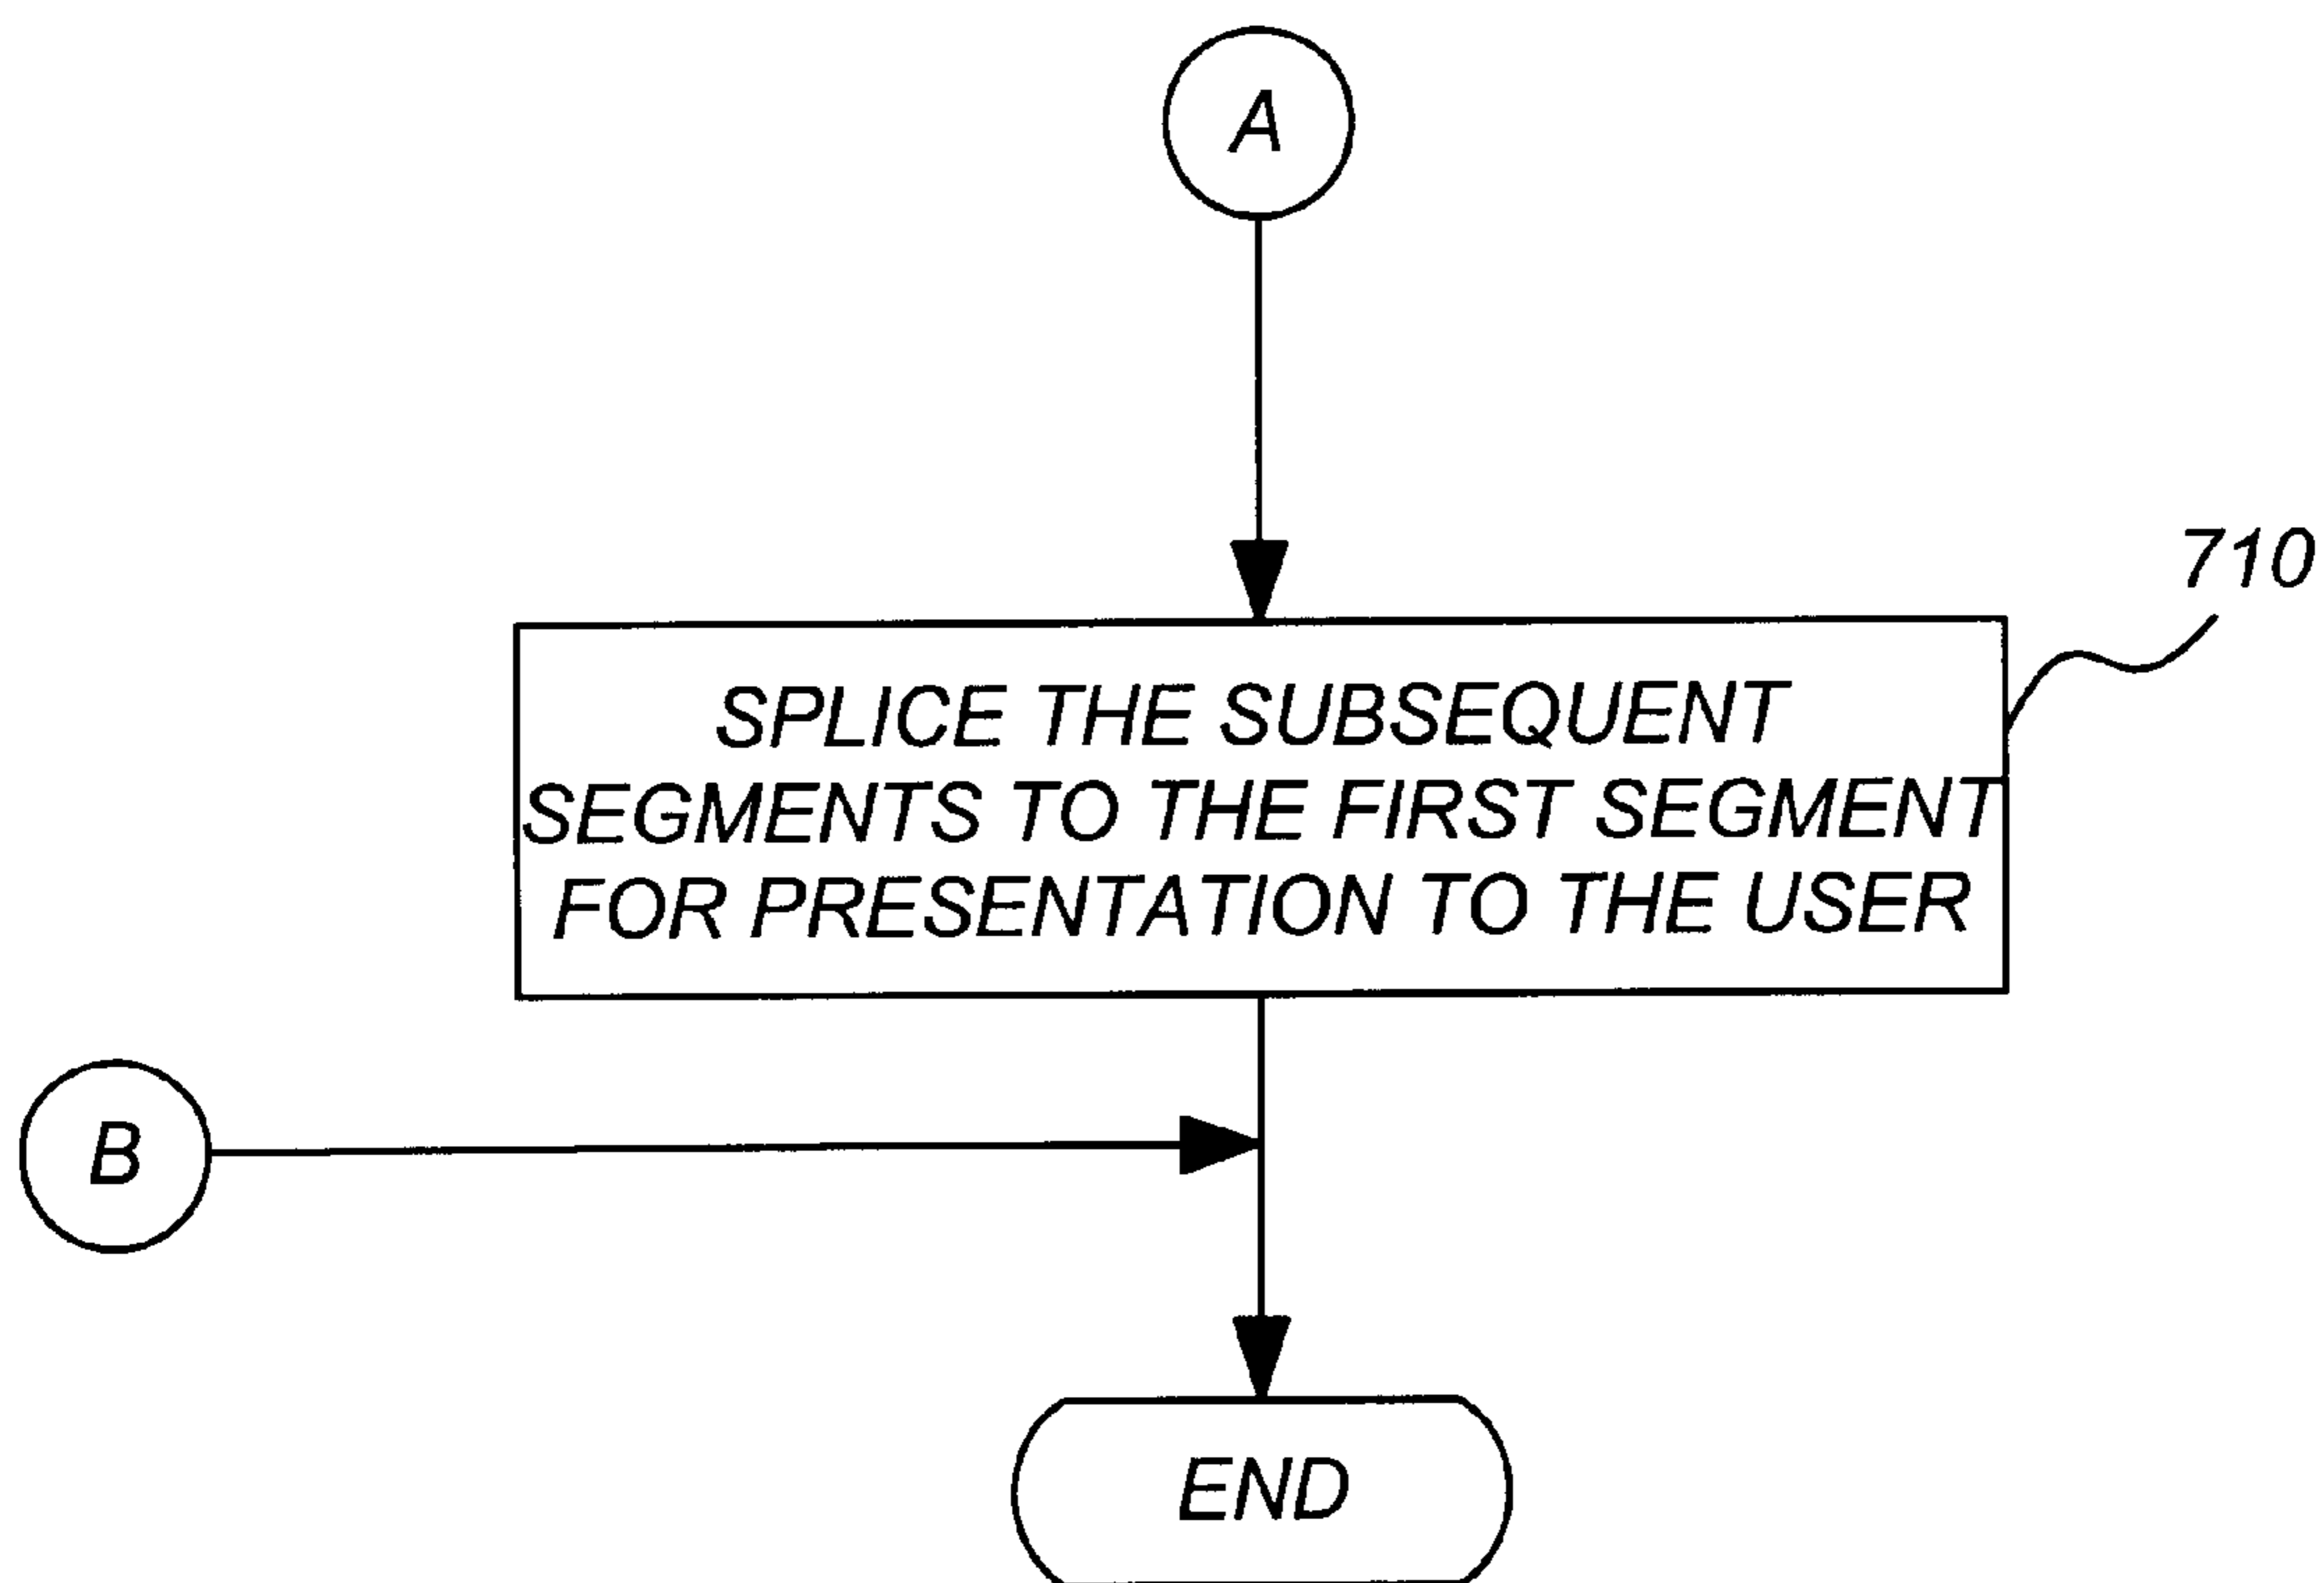 A
710
SPLICE THE SUBSEQUENT
SEGMENTS TO THE FIRST SEGMENT
FOR PRESENTATION TO THE USER
B
END